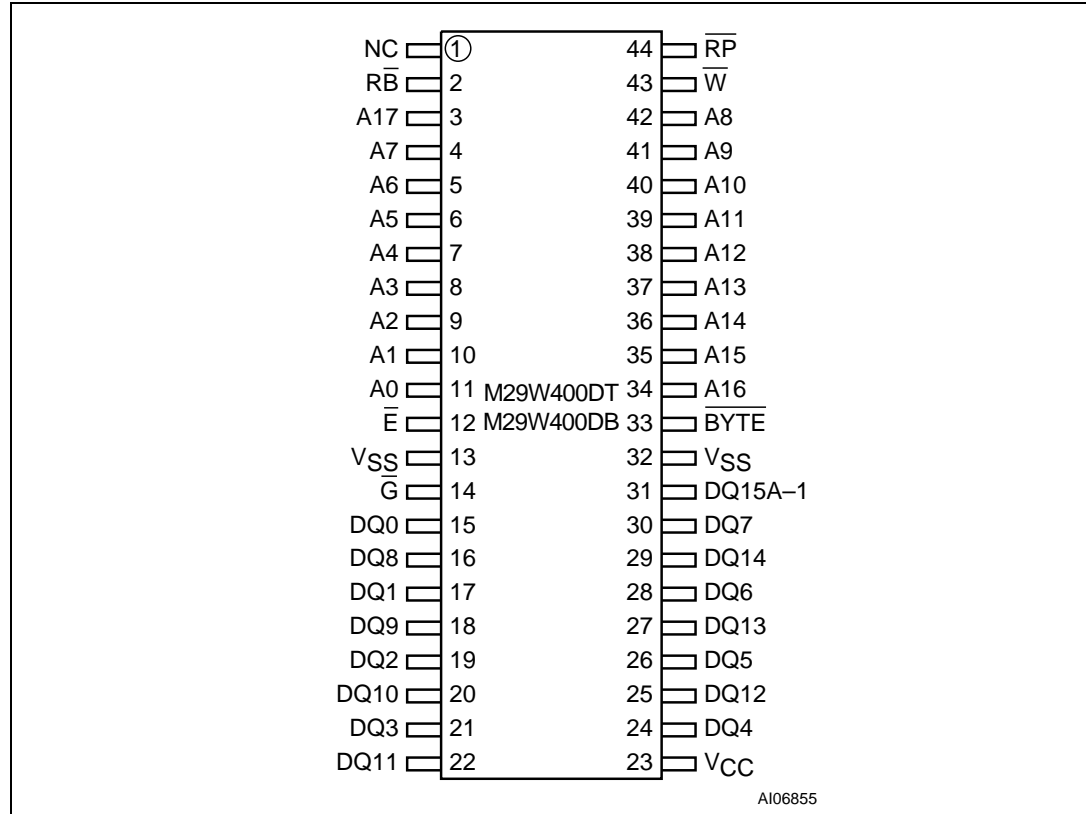 NC 1 44 R̅P̅
RB̅ 2 43 W̅
A17 3 42 A8
A7 4 41 A9
A6 5 40 A10
A5 6 39 A11
A4 7 38 A12
A3 8 37 A13
A2 9 36 A14
A1 10 35 A15
A0 11 M29W400DT 34 A16
E̅ 12 M29W400DB 33 B̅Y̅T̅E̅
VSS 13 32 VSS
G̅ 14 31 DQ15A–1
DQ0 15 30 DQ7
DQ8 16 29 DQ14
DQ1 17 28 DQ6
DQ9 18 27 DQ13
DQ2 19 26 DQ5
DQ10 20 25 DQ12
DQ3 21 24 DQ4
DQ11 22 23 VCC
AI06855